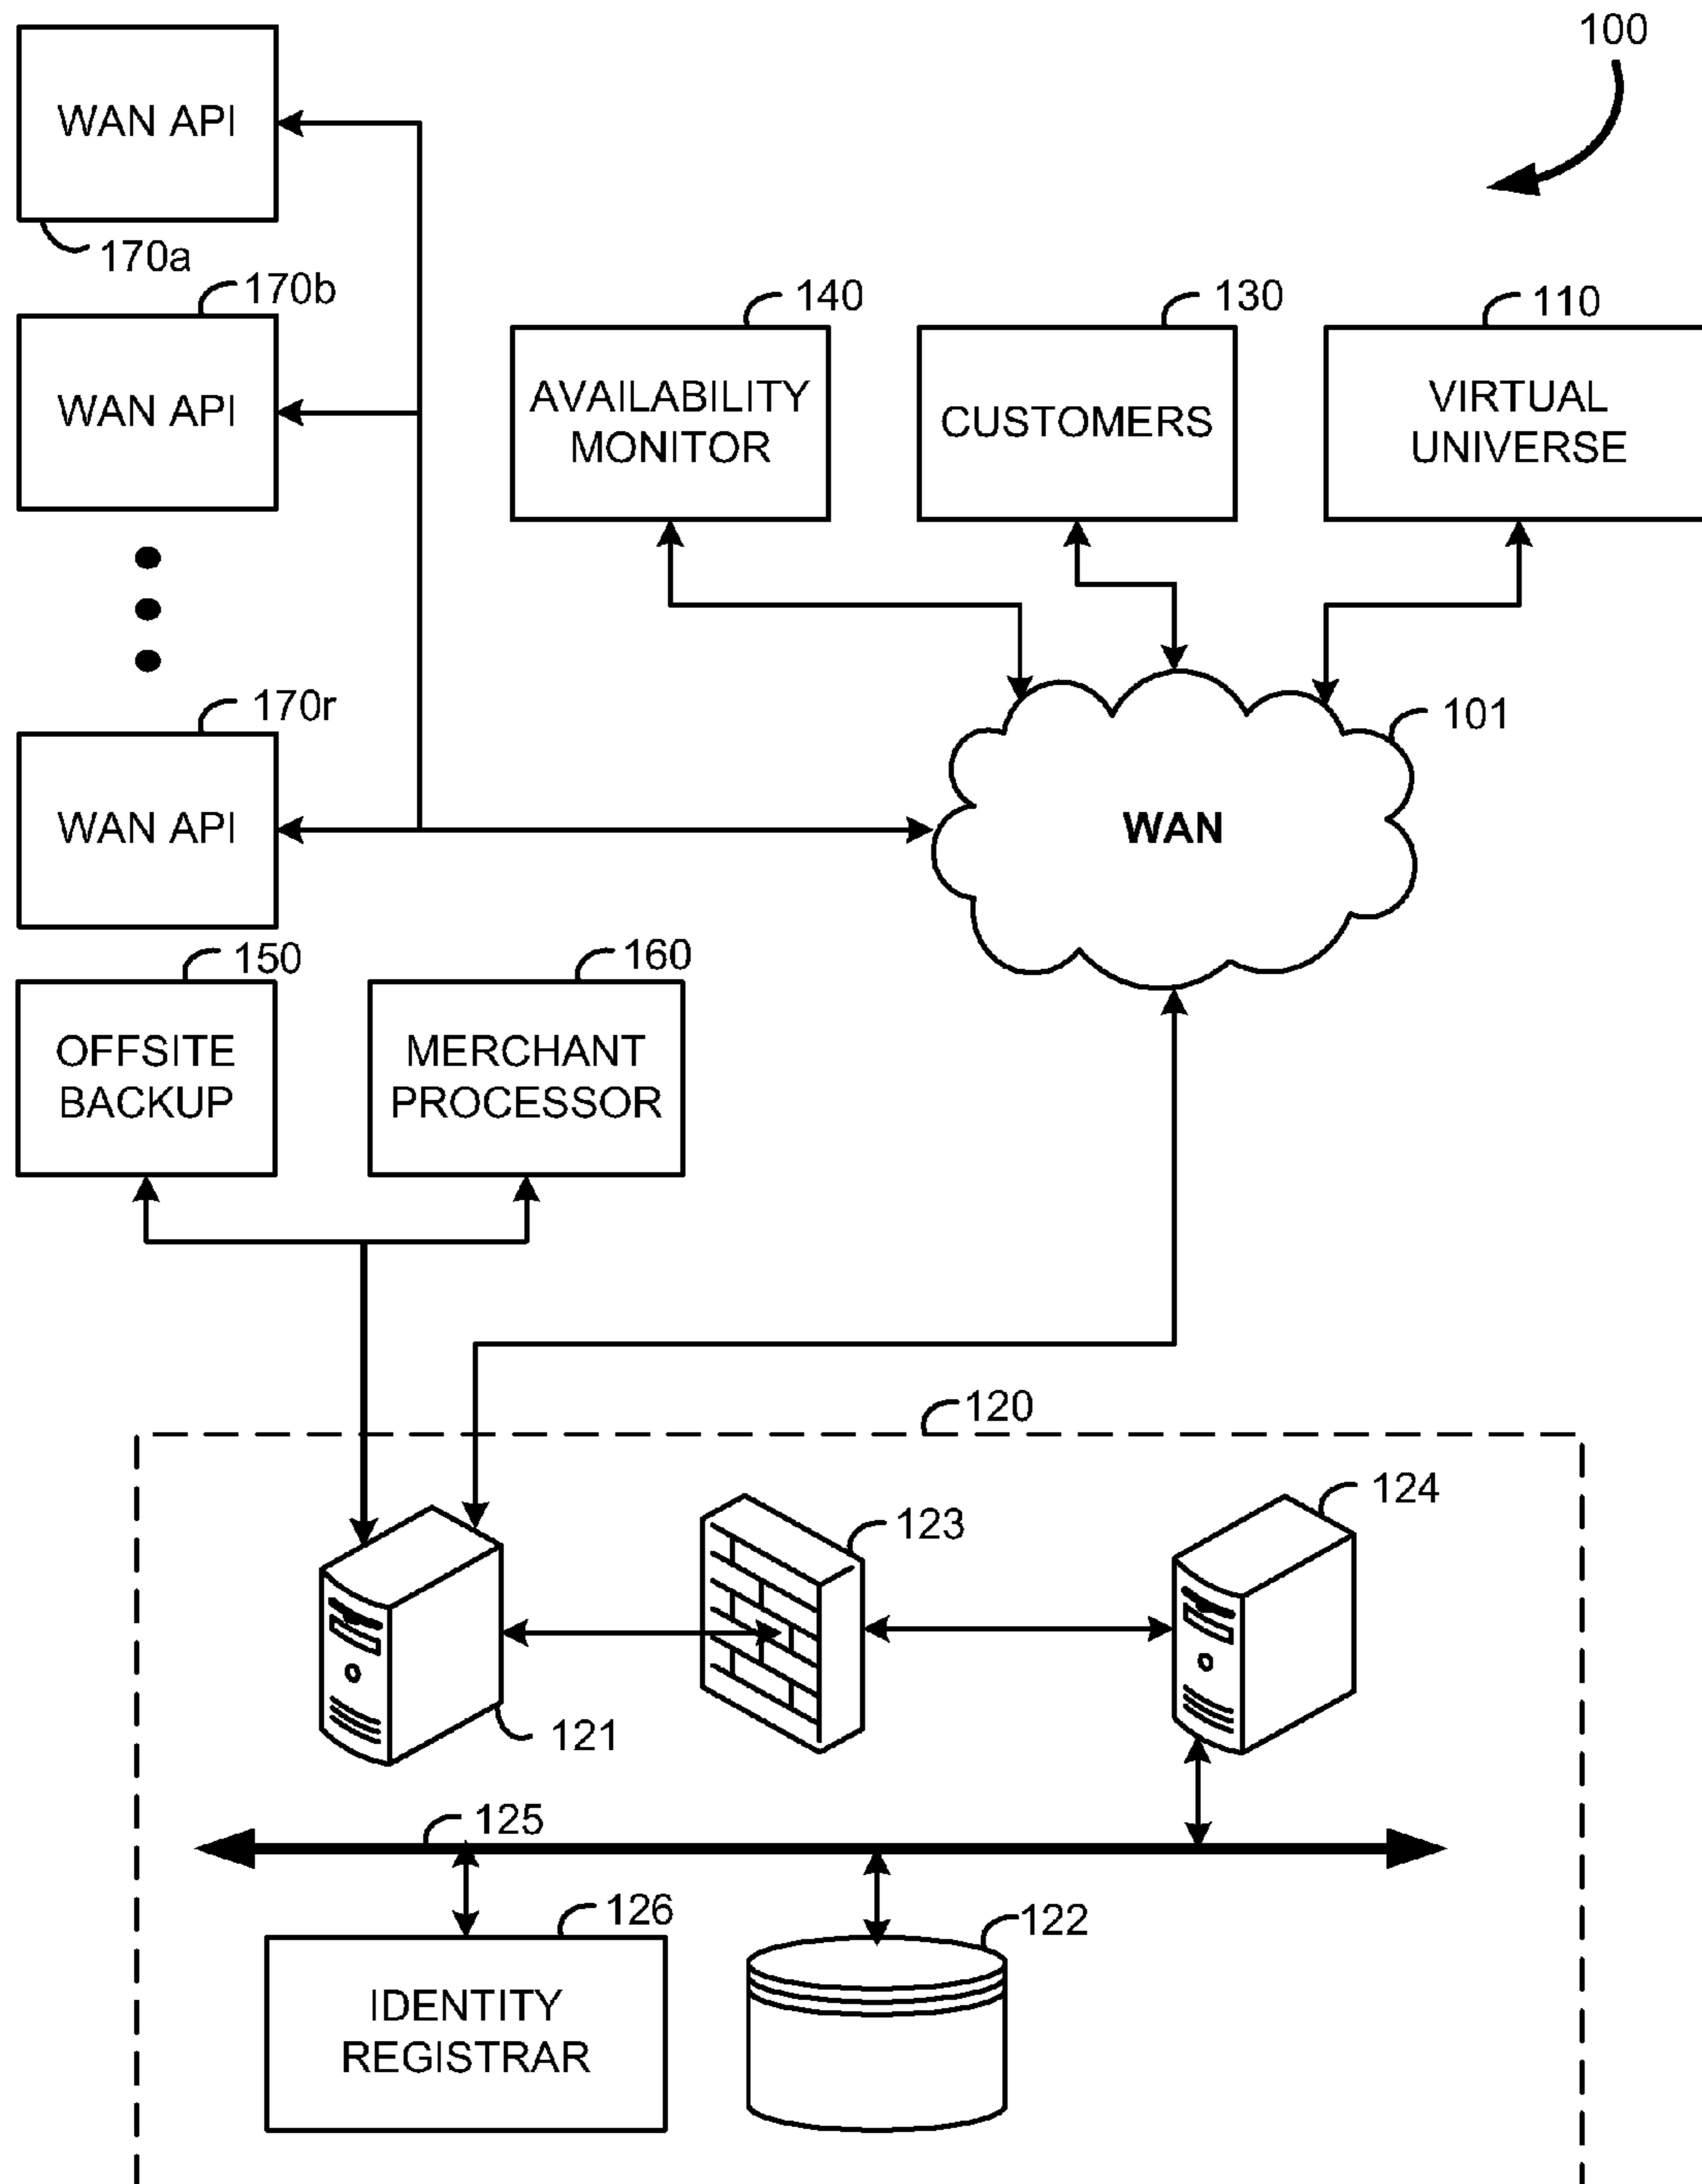 100
WAN API
170a
170b
WAN API
140
130
110
AVAILABILITY
MONITOR
CUSTOMERS
VIRTUAL
UNIVERSE
170r
WAN API
101
WAN
150
160
OFFSITE
BACKUP
MERCHANT
PROCESSOR
120
121
123
124
125
126
122
IDENTITY
REGISTRAR